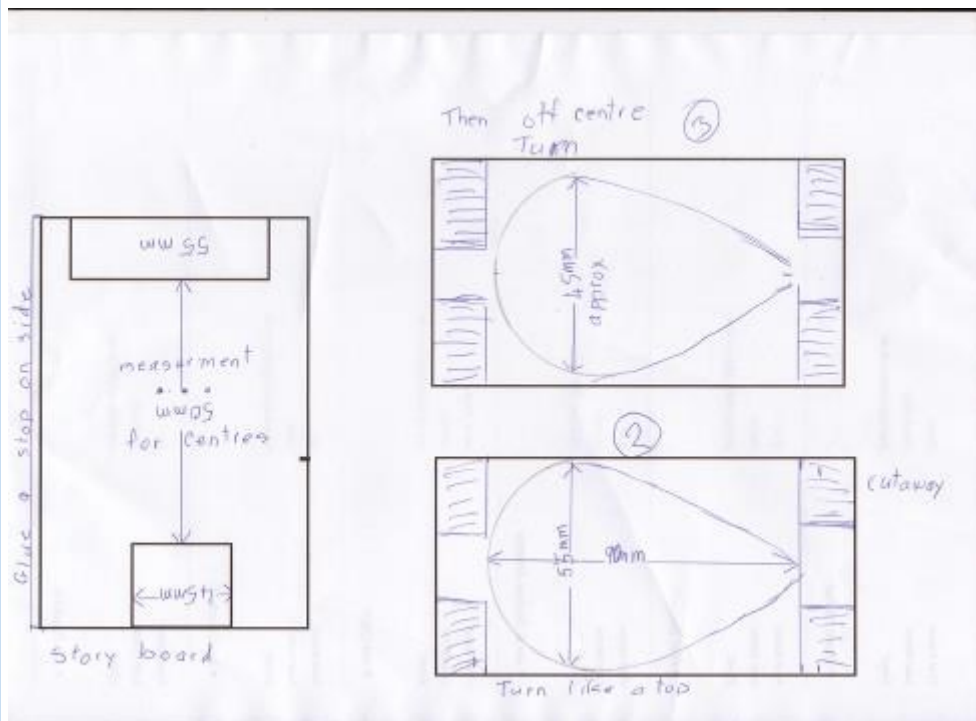 Glue a stop on side
55mm
measurment
50mm
for centres
45mm
story board
Then off centre
Turn
3
45mm
approx
2
55mm
90mm
cutaway
Turn like a top